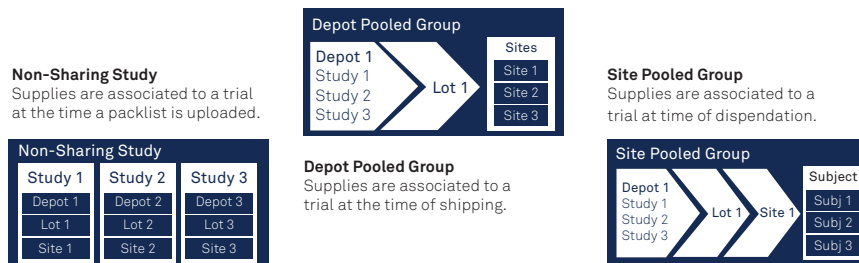 Non-Sharing Study
Supplies are associated to a trial
at the time a packlist is uploaded.
Non-Sharing Study
Study 1
Depot 1
Lot 1
Site 1
Study 2
Depot 2
Lot 2
Site 2
Study 3
Depot 3
Lot 3
Site 3
Depot Pooled Group
Depot 1
Study 1
Study 2
Study 3
Lot 1
Sites
Site 1
Site 2
Site 3
Depot Pooled Group
Supplies are associated to a
trial at the time of shipping.
Site Pooled Group
Supplies are associated to a
trial at time of dispendation.
Site Pooled Group
Depot 1
Study 1
Study 2
Study 3
Lot 1
Site 1
Subject
Subj 1
Subj 2
Subj 3